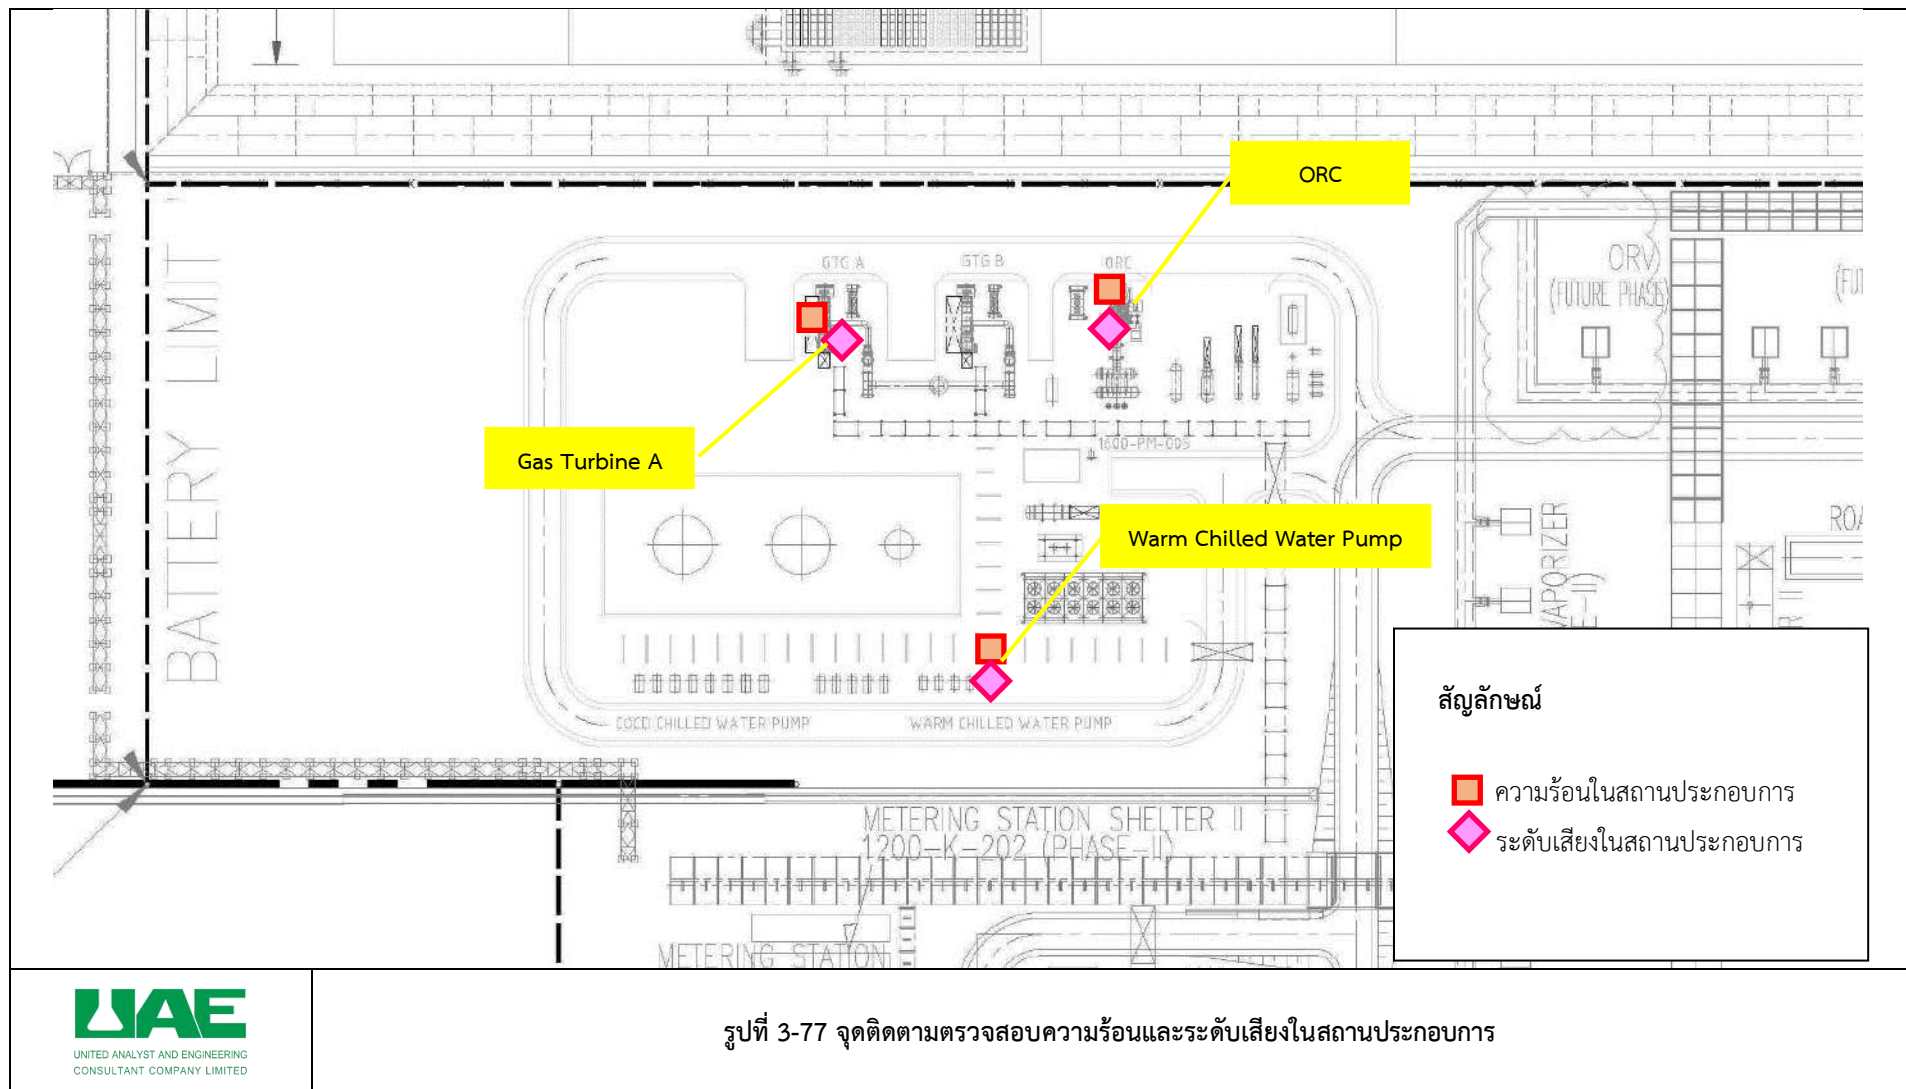 ORC
GTG A
GTG B
ORC
ORV
(FUTURE PHASE)
BATTERY LIMIT
Gas Turbine A
1600-PM-005
Warm Chilled Water Pump
VAPORIZER
COLD CHILLED WATER PUMP
WARM CHILLED WATER PUMP
METERING STATION SHELTER II
1200-K-202 (PHASE-II)
METERING STATION
สัญลักษณ์
ความร้อนในสถานประกอบการ
ระดับเสียงในสถานประกอบการ
UAE
UNITED ANALYST AND ENGINEERING
CONSULTANT COMPANY LIMITED
รูปที่ 3-77 จุดติดตามตรวจสอบความร้อนและระดับเสียงในสถานประกอบการ